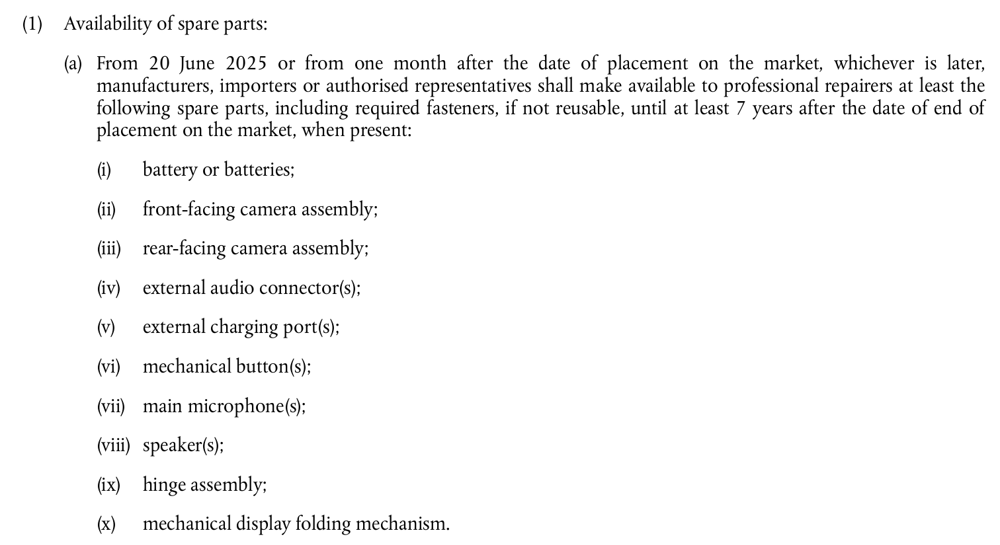 (1) Availability of spare parts:
(a) From 20 June 2025 or from one month after the date of placement on the market, whichever is later,
manufacturers, importers or authorised representatives shall make available to professional repairers at least the
following spare parts, including required fasteners, if not reusable, until at least 7 years after the date of end of
placement on the market, when present:
(i) battery or batteries;
(ii) front-facing camera assembly;
(iii) rear-facing camera assembly;
(iv) external audio connector(s);
(v) external charging port(s);
(vi) mechanical button(s);
(vii) main microphone(s);
(viii) speaker(s);
(ix) hinge assembly;
(x) mechanical display folding mechanism.